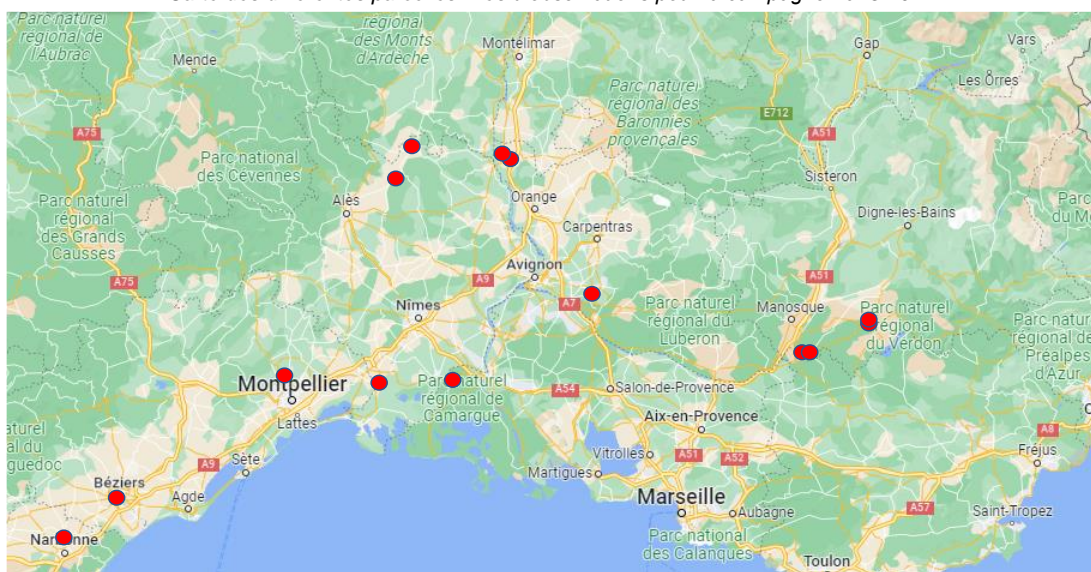 Parc naturel
régional de
l'Aubrac
Mende
régional
des Monts
d'Ardèche
Montélimar
Gap
Vars
Les Orres
Parc naturel
régional des
Baronnies
provençales
E712
A75
A51
Parc national
des Cévennes
Sisteron
Alès
Orange
Parc naturel
régional
des Grands
Causses
Carpentras
Digne-les-Bains
Parc
du M
A75
A9
Avignon
A51
A7
Nîmes
Parc naturel
régional du
Luberon
Manosque
Parc naturel
régional
du Verdon
Parc natur
régional de
Préalpes
d'Azur
Montpellier
Parc naturel
régional de
Camargue
A54
Salon-de-Provence
Lattes
Aix-en-Provence
A8
Fréjus
A9
Sète
Vitrolles
A51
A52
Martigues
Béziers
Agde
Marseille
Aubagne
A57
Saint-Tropez
Narbonne
Parc national
des Calanques
Toulon